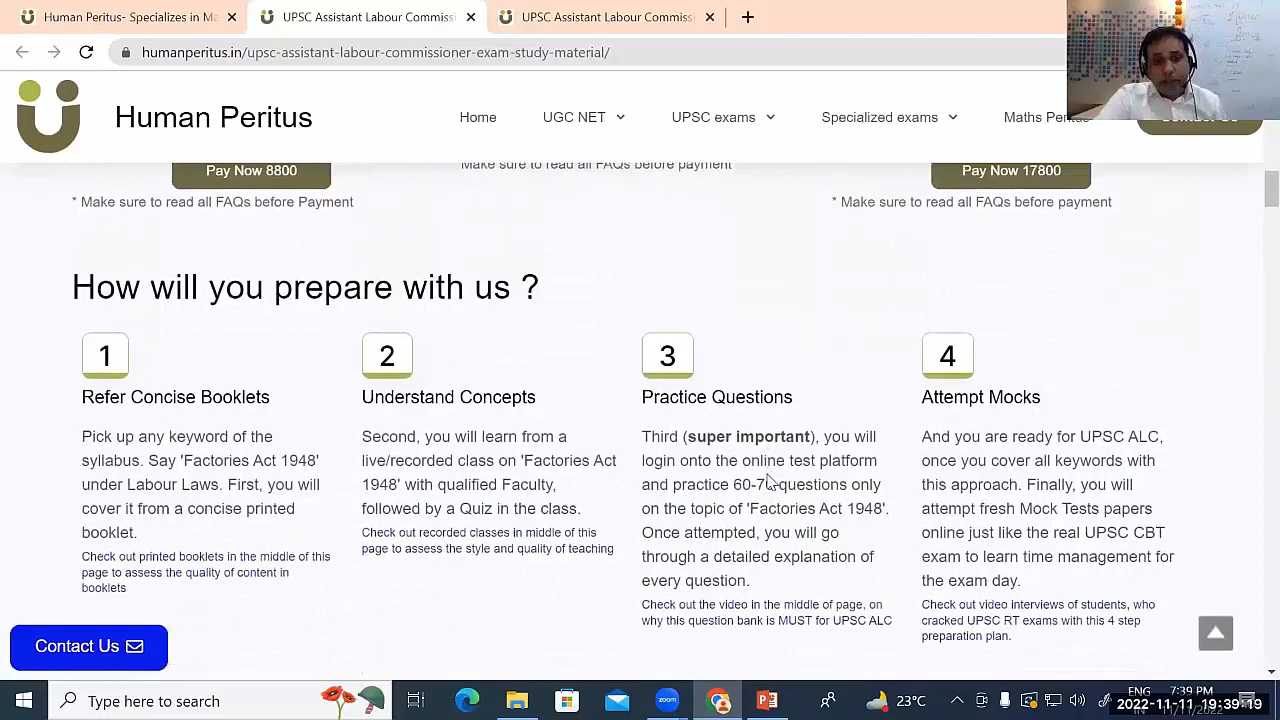 Human Peritus- Specializes in Ma
UPSC Assistant Labour Commiss
UPSC Assistant Labour Commiss
humanperitus.in/upsc-assistant-labour-commissioner-exam-study-material/
Human Peritus
Home
UGC NET
UPSC exams
Specialized exams
Maths Peritus
Pay Now 8800
Make sure to read all FAQs before payment
Pay Now 17800
* Make sure to read all FAQs before Payment
* Make sure to read all FAQs before payment
How will you prepare with us ?
1
Refer Concise Booklets
Pick up any keyword of the
syllabus. Say 'Factories Act 1948'
under Labour Laws. First, you will
cover it from a concise printed
booklet.
Check out printed booklets in the middle of this
page to assess the quality of content in
booklets
2
Understand Concepts
Second, you will learn from a
live/recorded class on 'Factories Act
1948' with qualified Faculty,
followed by a Quiz in the class.
Check out recorded classes in middle of this
page to assess the style and quality of teaching
3
Practice Questions
Third (super important), you will
login onto the online test platform
and practice 60-70 questions only
on the topic of 'Factories Act 1948'.
Once attempted, you will go
through a detailed explanation of
every question.
Check out the video in the middle of page, on
why this question bank is MUST for UPSC ALC
4
Attempt Mocks
And you are ready for UPSC ALC,
once you cover all keywords with
this approach. Finally, you will
attempt fresh Mock Tests papers
online just like the real UPSC CBT
exam to learn time management for
the exam day.
Check out video interviews of students, who
cracked UPSC RT exams with this 4 step
preparation plan.
Contact Us
Type here to search
zoom
23°C
ENG
IN
7:39 PM
2022-11-11 19:39:19